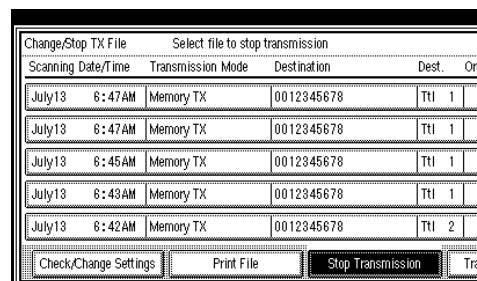 Change/Stop TX File Select file to stop transmission
Scanning Date/Time Transmission Mode Destination Dest.
July13 6:47AM Memory TX 0012345678 Ttl 1
July13 6:47AM Memory TX 0012345678 Ttl 1
July13 6:45AM Memory TX 0012345678 Ttl 1
July13 6:43AM Memory TX 0012345678 Ttl 1
July13 6:42AM Memory TX 0012345678 Ttl 2
Check/Change Settings Print File Stop Transmission